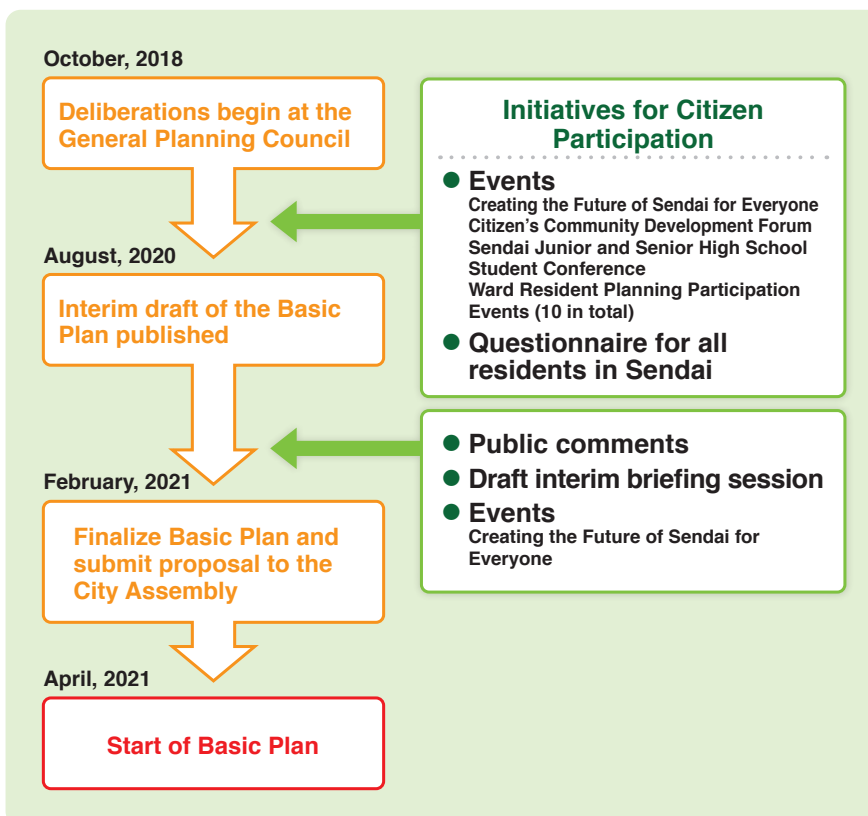 October, 2018
Deliberations begin at the
General Planning Council
Initiatives for Citizen
Participation
● Events
Creating the Future of Sendai for Everyone
Citizen's Community Development Forum
Sendai Junior and Senior High School
Student Conference
Ward Resident Planning Participation
Events (10 in total)
● Questionnaire for all
residents in Sendai
August, 2020
Interim draft of the Basic
Plan published
● Public comments
● Draft interim briefing session
● Events
Creating the Future of Sendai for
Everyone
February, 2021
Finalize Basic Plan and
submit proposal to the
City Assembly
April, 2021
Start of Basic Plan